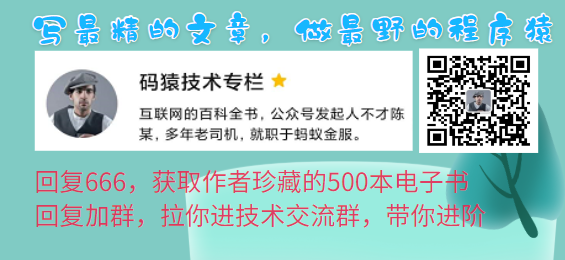 写最精的文章，做最野的程序猿
码猿技术专栏
互联网的百科全书，公众号发起人不才陈
某，多年老司机，就职于蚂蚁金服。
回复666，获取作者珍藏的500本电子书
回复加群，拉你进技术交流群，带你进阶